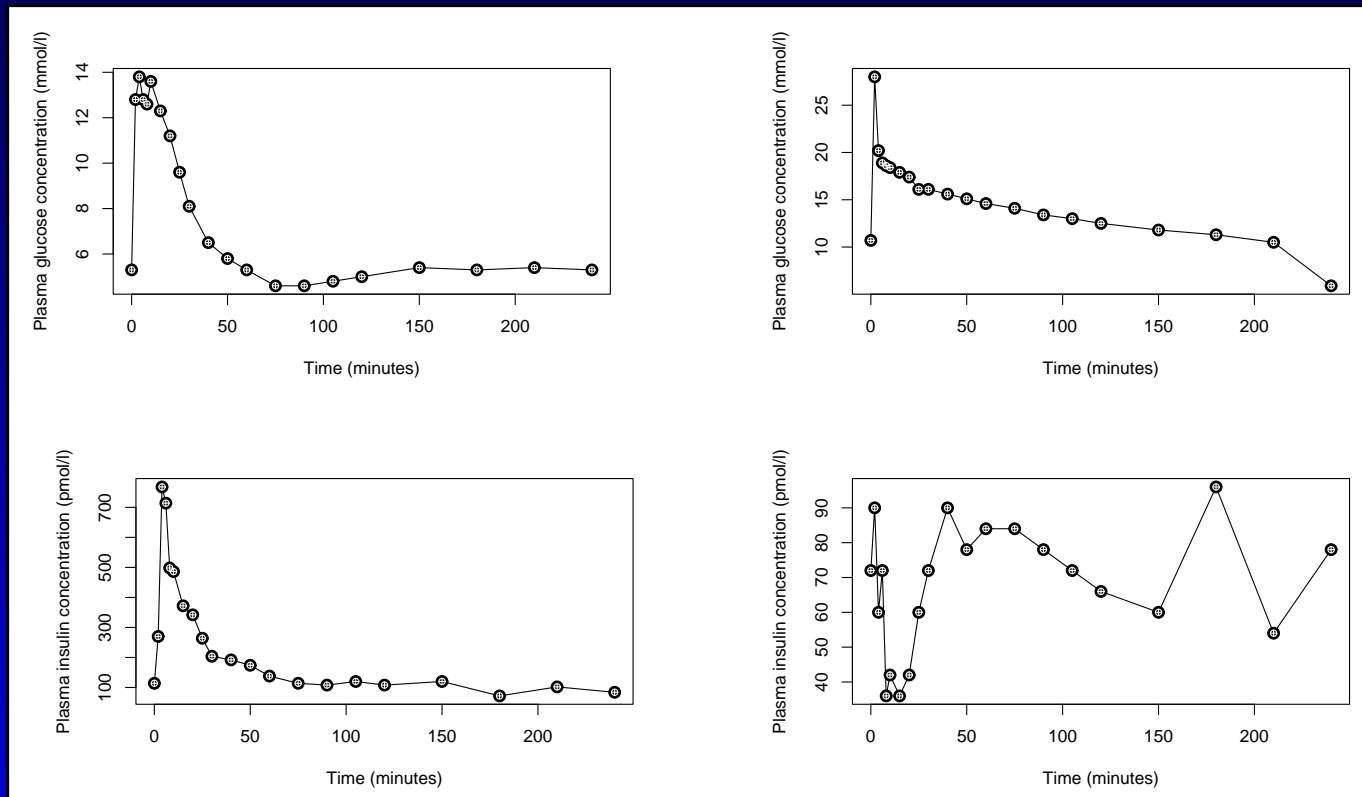 Plasma glucose concentration (mmol/l)
14
12
10
8
6
0 50 100 150 200
Time (minutes)
Plasma glucose concentration (mmol/l)
25
20
15
10
0 50 100 150 200
Time (minutes)
Plasma insulin concentration (pmol/l)
700
500
300
100
0 50 100 150 200
Time (minutes)
Plasma insulin concentration (pmol/l)
90
80
70
60
50
40
0 50 100 150 200
Time (minutes)